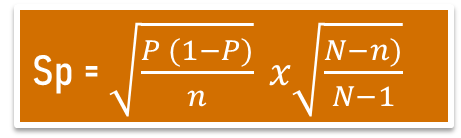 Sp = √(P (1−P) / n) x √(N−n) / N−1